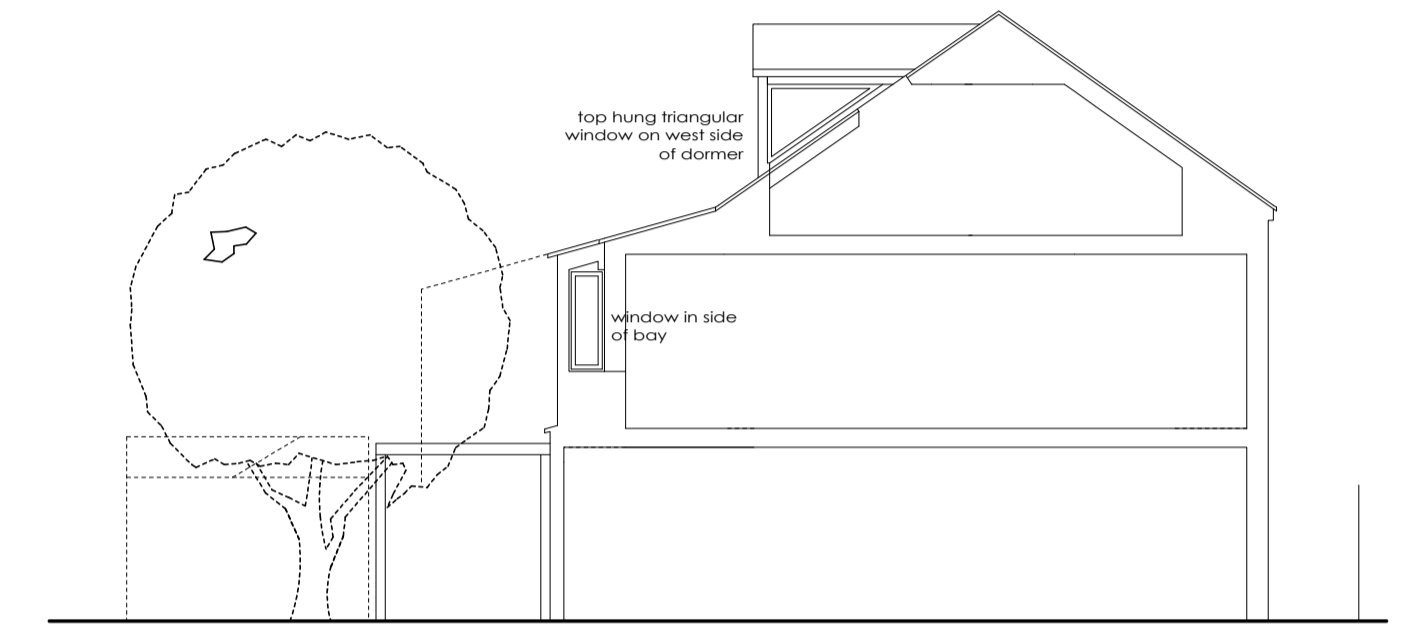 top hung triangular
window on west side
of dormer
window in side
of bay